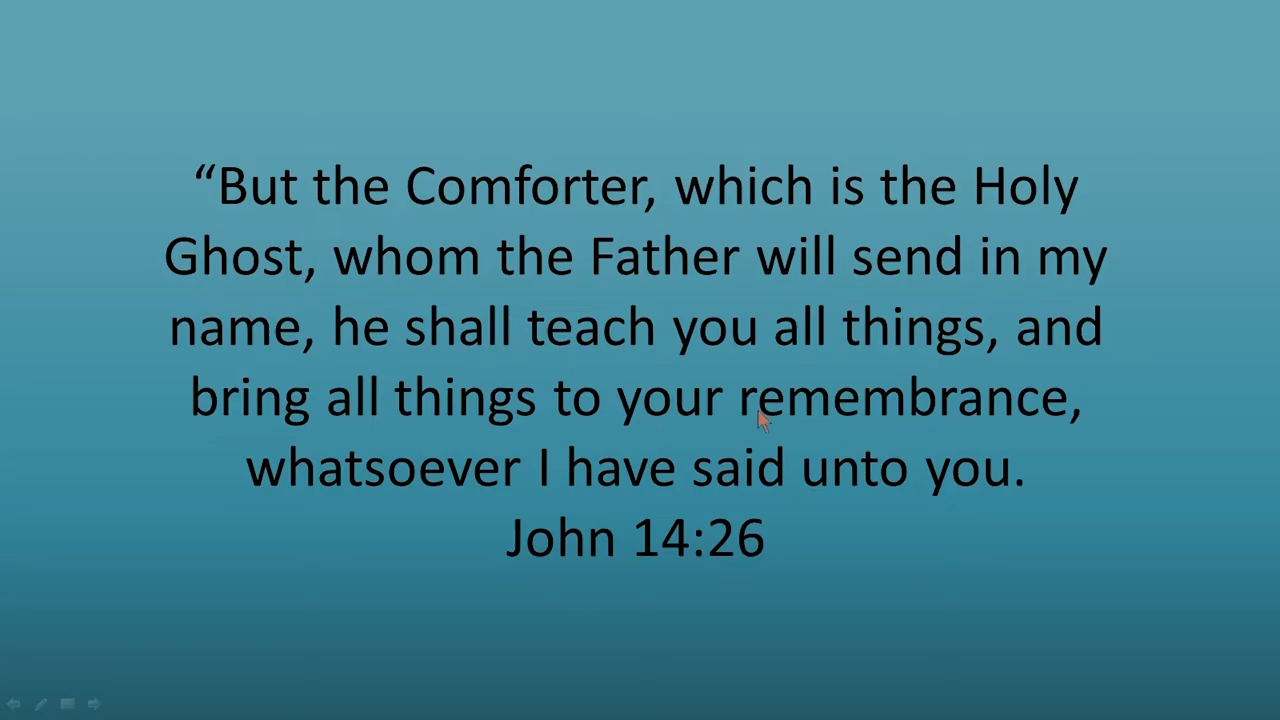 “But the Comforter, which is the Holy
Ghost, whom the Father will send in my
name, he shall teach you all things, and
bring all things to your remembrance,
whatsoever I have said unto you.
John 14:26